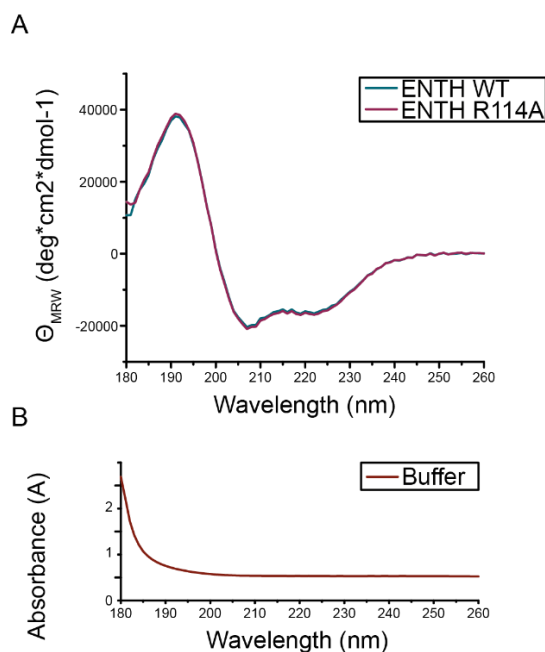 A
ENTH WT
ENTH R114A
40000
20000
0
-20000
ΘMRW (deg*cm2*dmol-1)
180 190 200 210 220 230 240 250 260
Wavelength (nm)
B
Buffer
2
1
0
Absorbance (A)
180 190 200 210 220 230 240 250 260
Wavelength (nm)